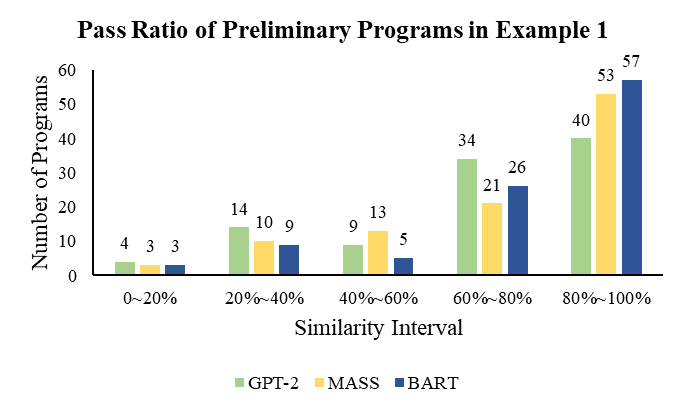 Pass Ratio of Preliminary Programs in Example 1
Number of Programs
60
50
40
30
20
10
0
4 3 3
14 10 9
9 13 5
34 21 26
40 53 57
0~20% 20%~40% 40%~60% 60%~80% 80%~100%
Similarity Interval
GPT-2 MASS BART